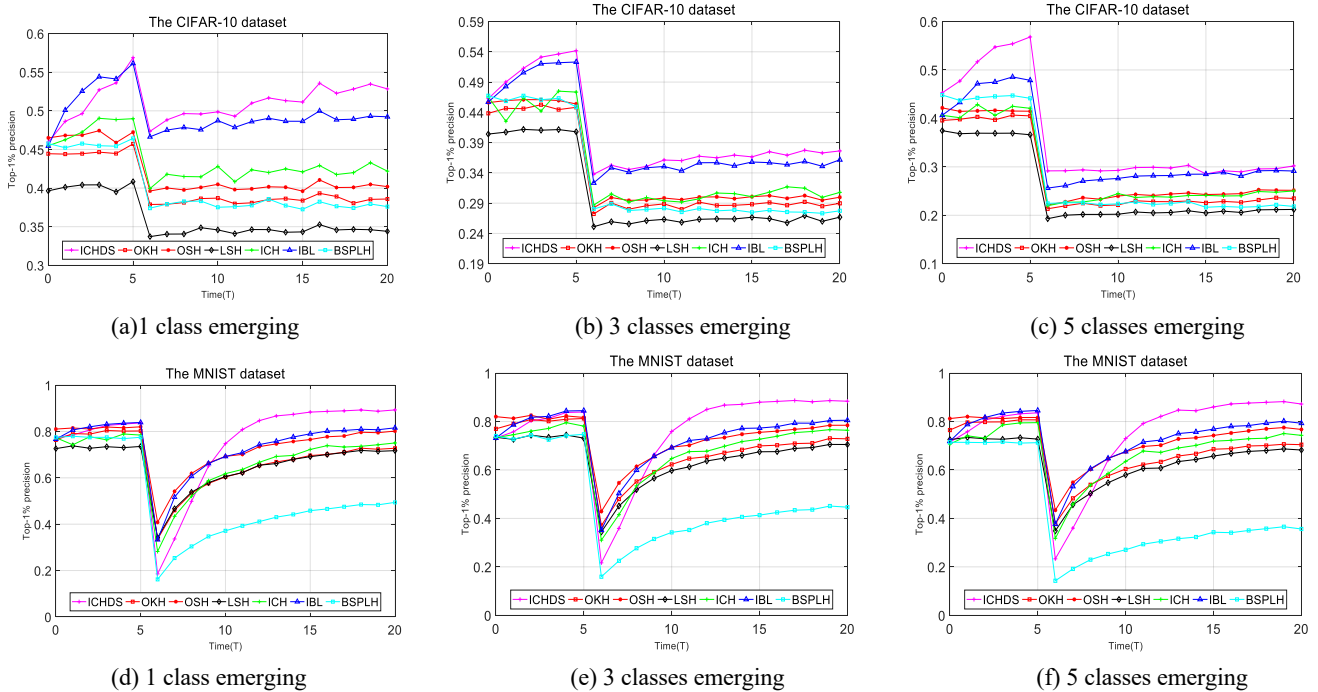 The CIFAR-10 dataset
0.6
0.55
0.5
0.45
0.4
0.35
0.3
Top-1% precision
ICHDS OKH OSH LSH ICH IBL BSPLH
0 5 10 15 20
Time(T)
(a)1 class emerging
The CIFAR-10 dataset
0.59
0.54
0.49
0.44
0.39
0.34
0.29
0.24
0.19
Top-1% precision
ICHDS OKH OSH LSH ICH IBL BSPLH
0 5 10 15 20
Time(T)
(b) 3 classes emerging
The CIFAR-10 dataset
0.6
0.5
0.4
0.3
0.2
0.1
Top-1% precision
ICHDS OKH OSH LSH ICH IBL BSPLH
0 5 10 15 20
Time(T)
(c) 5 classes emerging
The MNIST dataset
1
0.8
0.6
0.4
0.2
0
Top-1% precision
ICHDS OKH OSH LSH ICH IBL BSPLH
0 5 10 15 20
Time(T)
(d) 1 class emerging
The MNIST dataset
1
0.8
0.6
0.4
0.2
0
Top-1% precision
ICHDS OKH OSH LSH ICH IBL BSPLH
0 5 10 15 20
Time(T)
(e) 3 classes emerging
The MNIST dataset
1
0.8
0.6
0.4
0.2
0
Top-1% precision
ICHDS OKH OSH LSH ICH IBL BSPLH
0 5 10 15 20
Time(T)
(f) 5 classes emerging